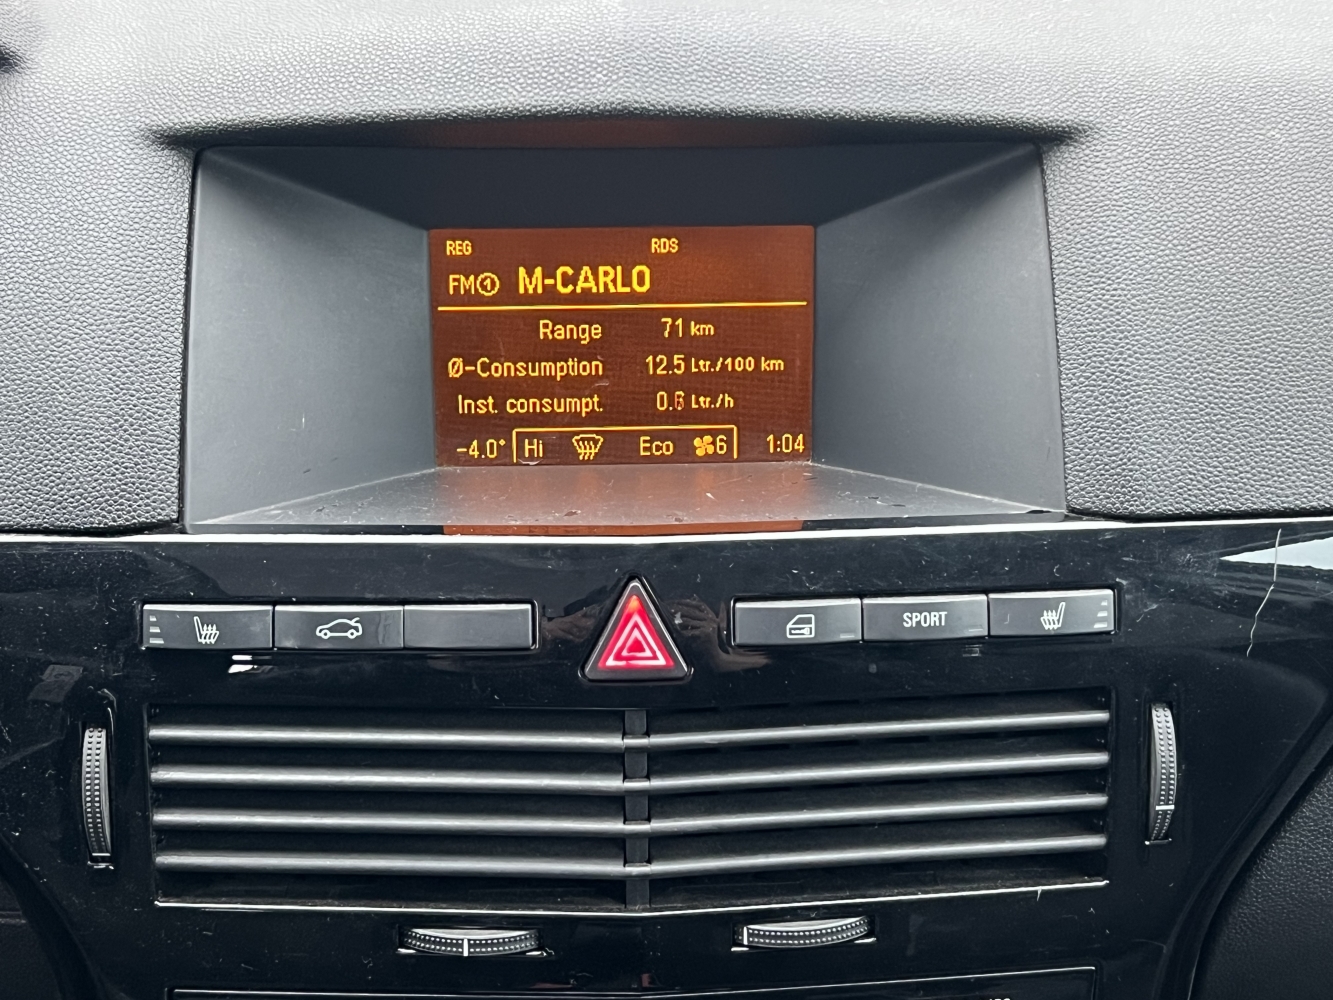 REG RDS
FM1 M-CARLO
Range 71 km
Ø-Consumption 12.5 Ltr./100 km
Inst. consumpt. 0.6 Ltr./h
-4.0° Hi Eco 6 1:04
SPORT